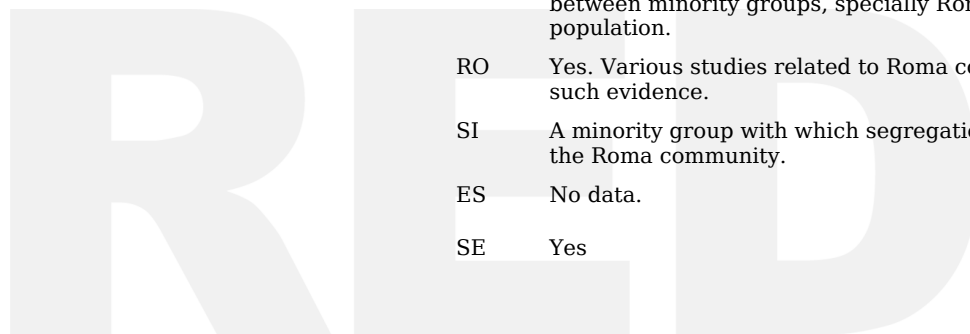 between minority groups, specially
population.
RO Yes. Various studies related to Roma
such evidence.
SI A minority group with which
the Roma community.
ES No data.
SE Yes
RED